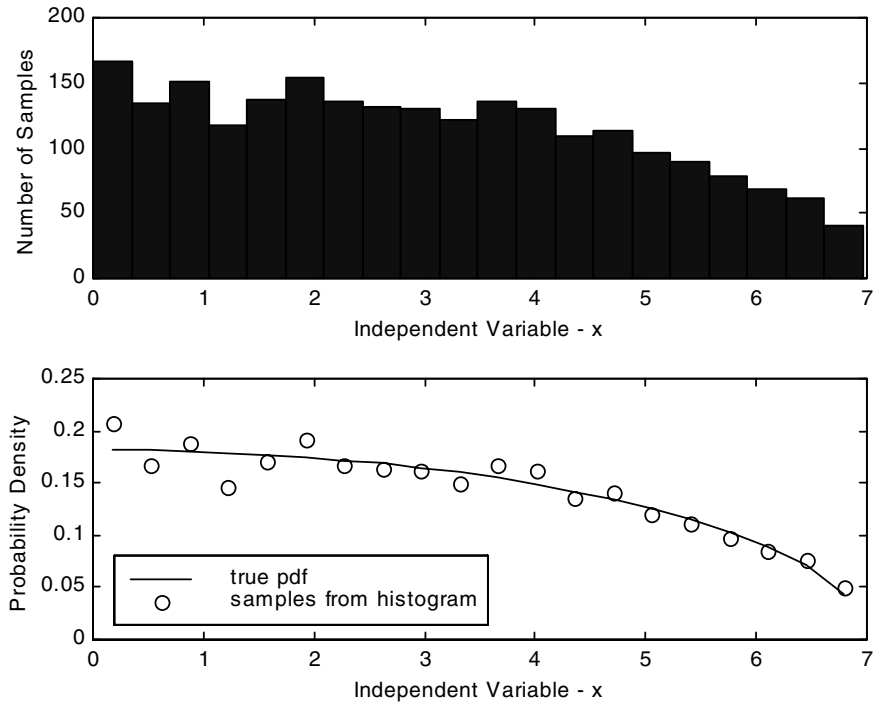 200
150
100
50
0
Number of Samples
0 1 2 3 4 5 6 7
Independent Variable - x
0.25
0.2
0.15
0.1
0.05
0
Probability Density
true pdf
samples from histogram
0 1 2 3 4 5 6 7
Independent Variable - x